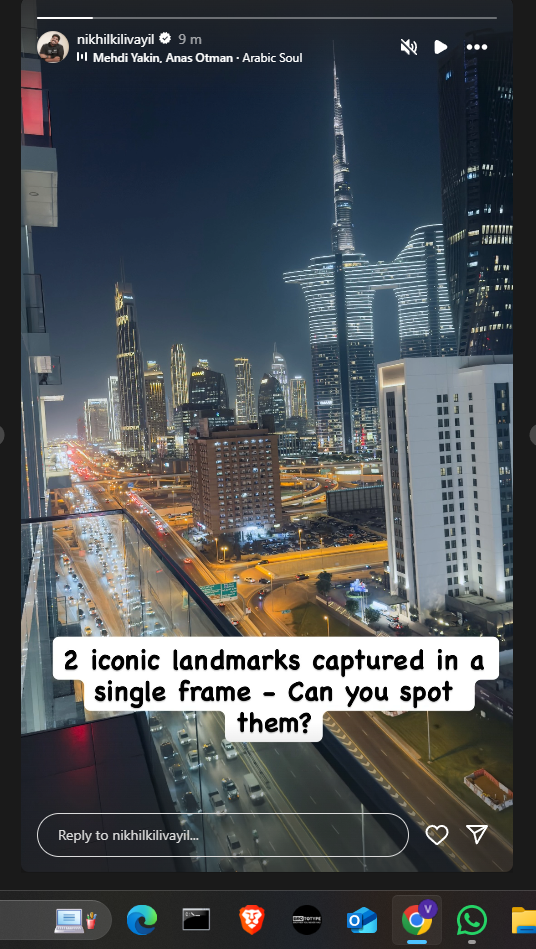 nikhilkilivayil 9 m
Mehdi Yakin, Anas Otman · Arabic Soul
2 iconic landmarks captured in a
single frame - Can you spot
them?
Reply to nikhilkilivayil...
V